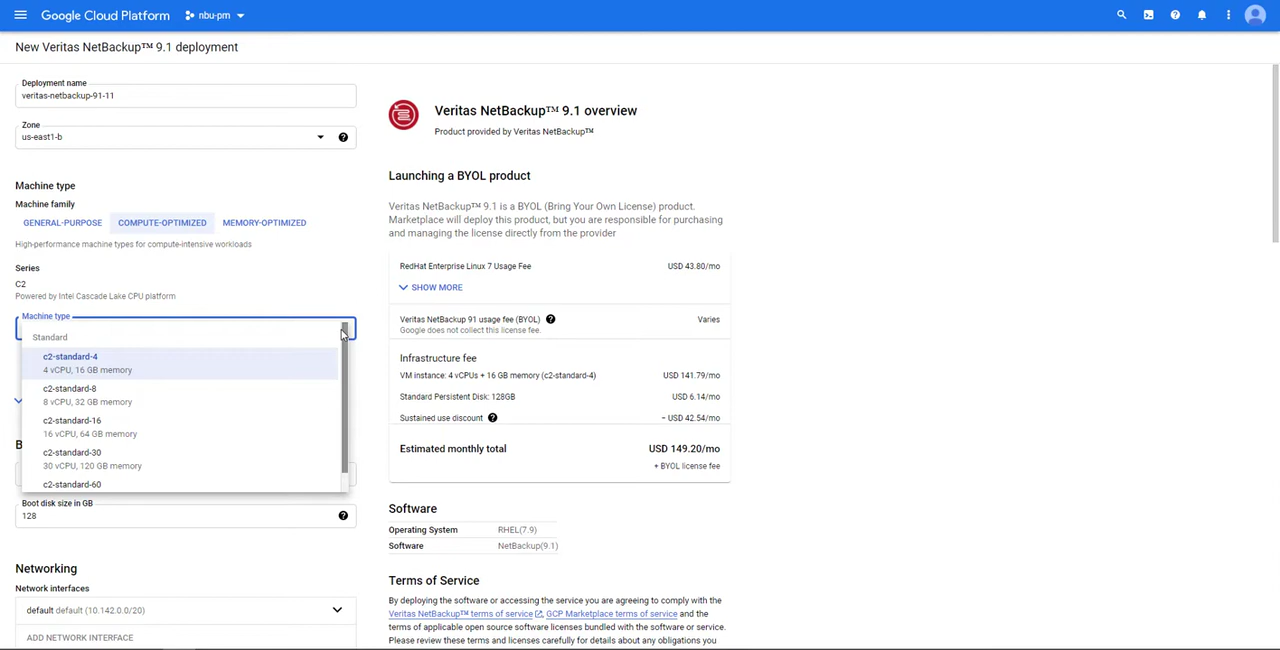 Google Cloud Platform
nbu-pm
New Veritas NetBackup™ 9.1 deployment
Deployment name
veritas-netbackup-91-11
Zone
us-east1-b
Machine type
Machine family
GENERAL-PURPOSE COMPUTE-OPTIMIZED MEMORY-OPTIMIZED
High-performance machine types for compute-intensive workloads
Series
C2
Powered by Intel Cascade Lake CPU platform
Machine type
Standard
c2-standard-4
4 vCPU, 16 GB memory
c2-standard-8
8 vCPU, 32 GB memory
c2-standard-16
16 vCPU, 64 GB memory
c2-standard-30
30 vCPU, 120 GB memory
c2-standard-60
B
Boot disk size in GB
128
Networking
Network interfaces
default default (10.142.0.0/20)
ADD NETWORK INTERFACE
Veritas NetBackup™ 9.1 overview
Product provided by Veritas NetBackup™
Launching a BYOL product
Veritas NetBackup™ 9.1 is a BYOL (Bring Your Own License) product.
Marketplace will deploy this product, but you are responsible for purchasing
and managing the license directly from the provider
RedHat Enterprise Linux 7 Usage Fee USD 43.80/mo
SHOW MORE
Veritas NetBackup 91 usage fee (BYOL) Varies
Google does not collect this license fee.
Infrastructure fee
VM instance: 4 vCPUs + 16 GB memory (c2-standard-4) USD 141.79/mo
Standard Persistent Disk: 128GB USD 6.14/mo
Sustained use discount - USD 42.54/mo
Estimated monthly total USD 149.20/mo
+ BYOL license fee
Software
Operating System RHEL(7.9)
Software NetBackup(9.1)
Terms of Service
By deploying the software or accessing the service you are agreeing to comply with the
Veritas NetBackup™ terms of service, GCP Marketplace terms of service and the
terms of applicable open source software licenses bundled with the software or service.
Please review these terms and licenses carefully for details about any obligations you